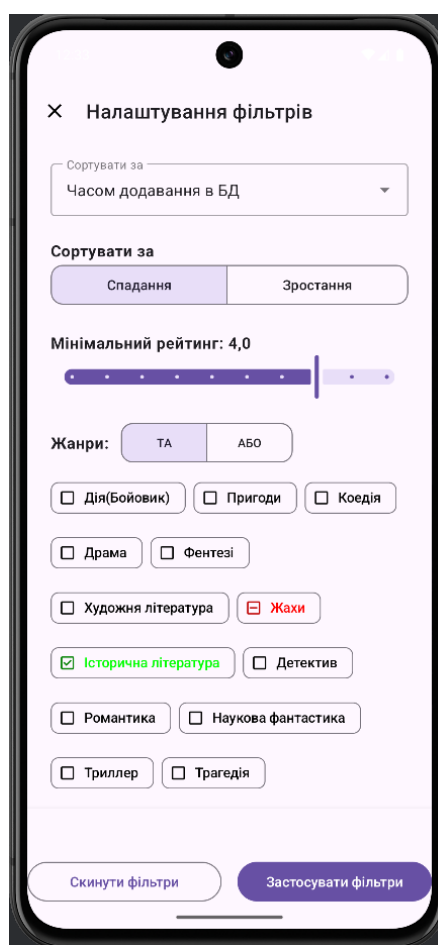 Налаштування фільтрів
Сортувати за
Часом додавання в БД
Сортувати за
Спадання Зростання
Мінімальний рейтинг: 4,0
Жанри: ТА АБО
Дія(Бойовик) Пригоди Коедія
Драма Фентезі
Художня література Жахи
Історична література Детектив
Романтика Наукова фантастика
Триллер Трагедія
Скинути фільтри Застосувати фільтри